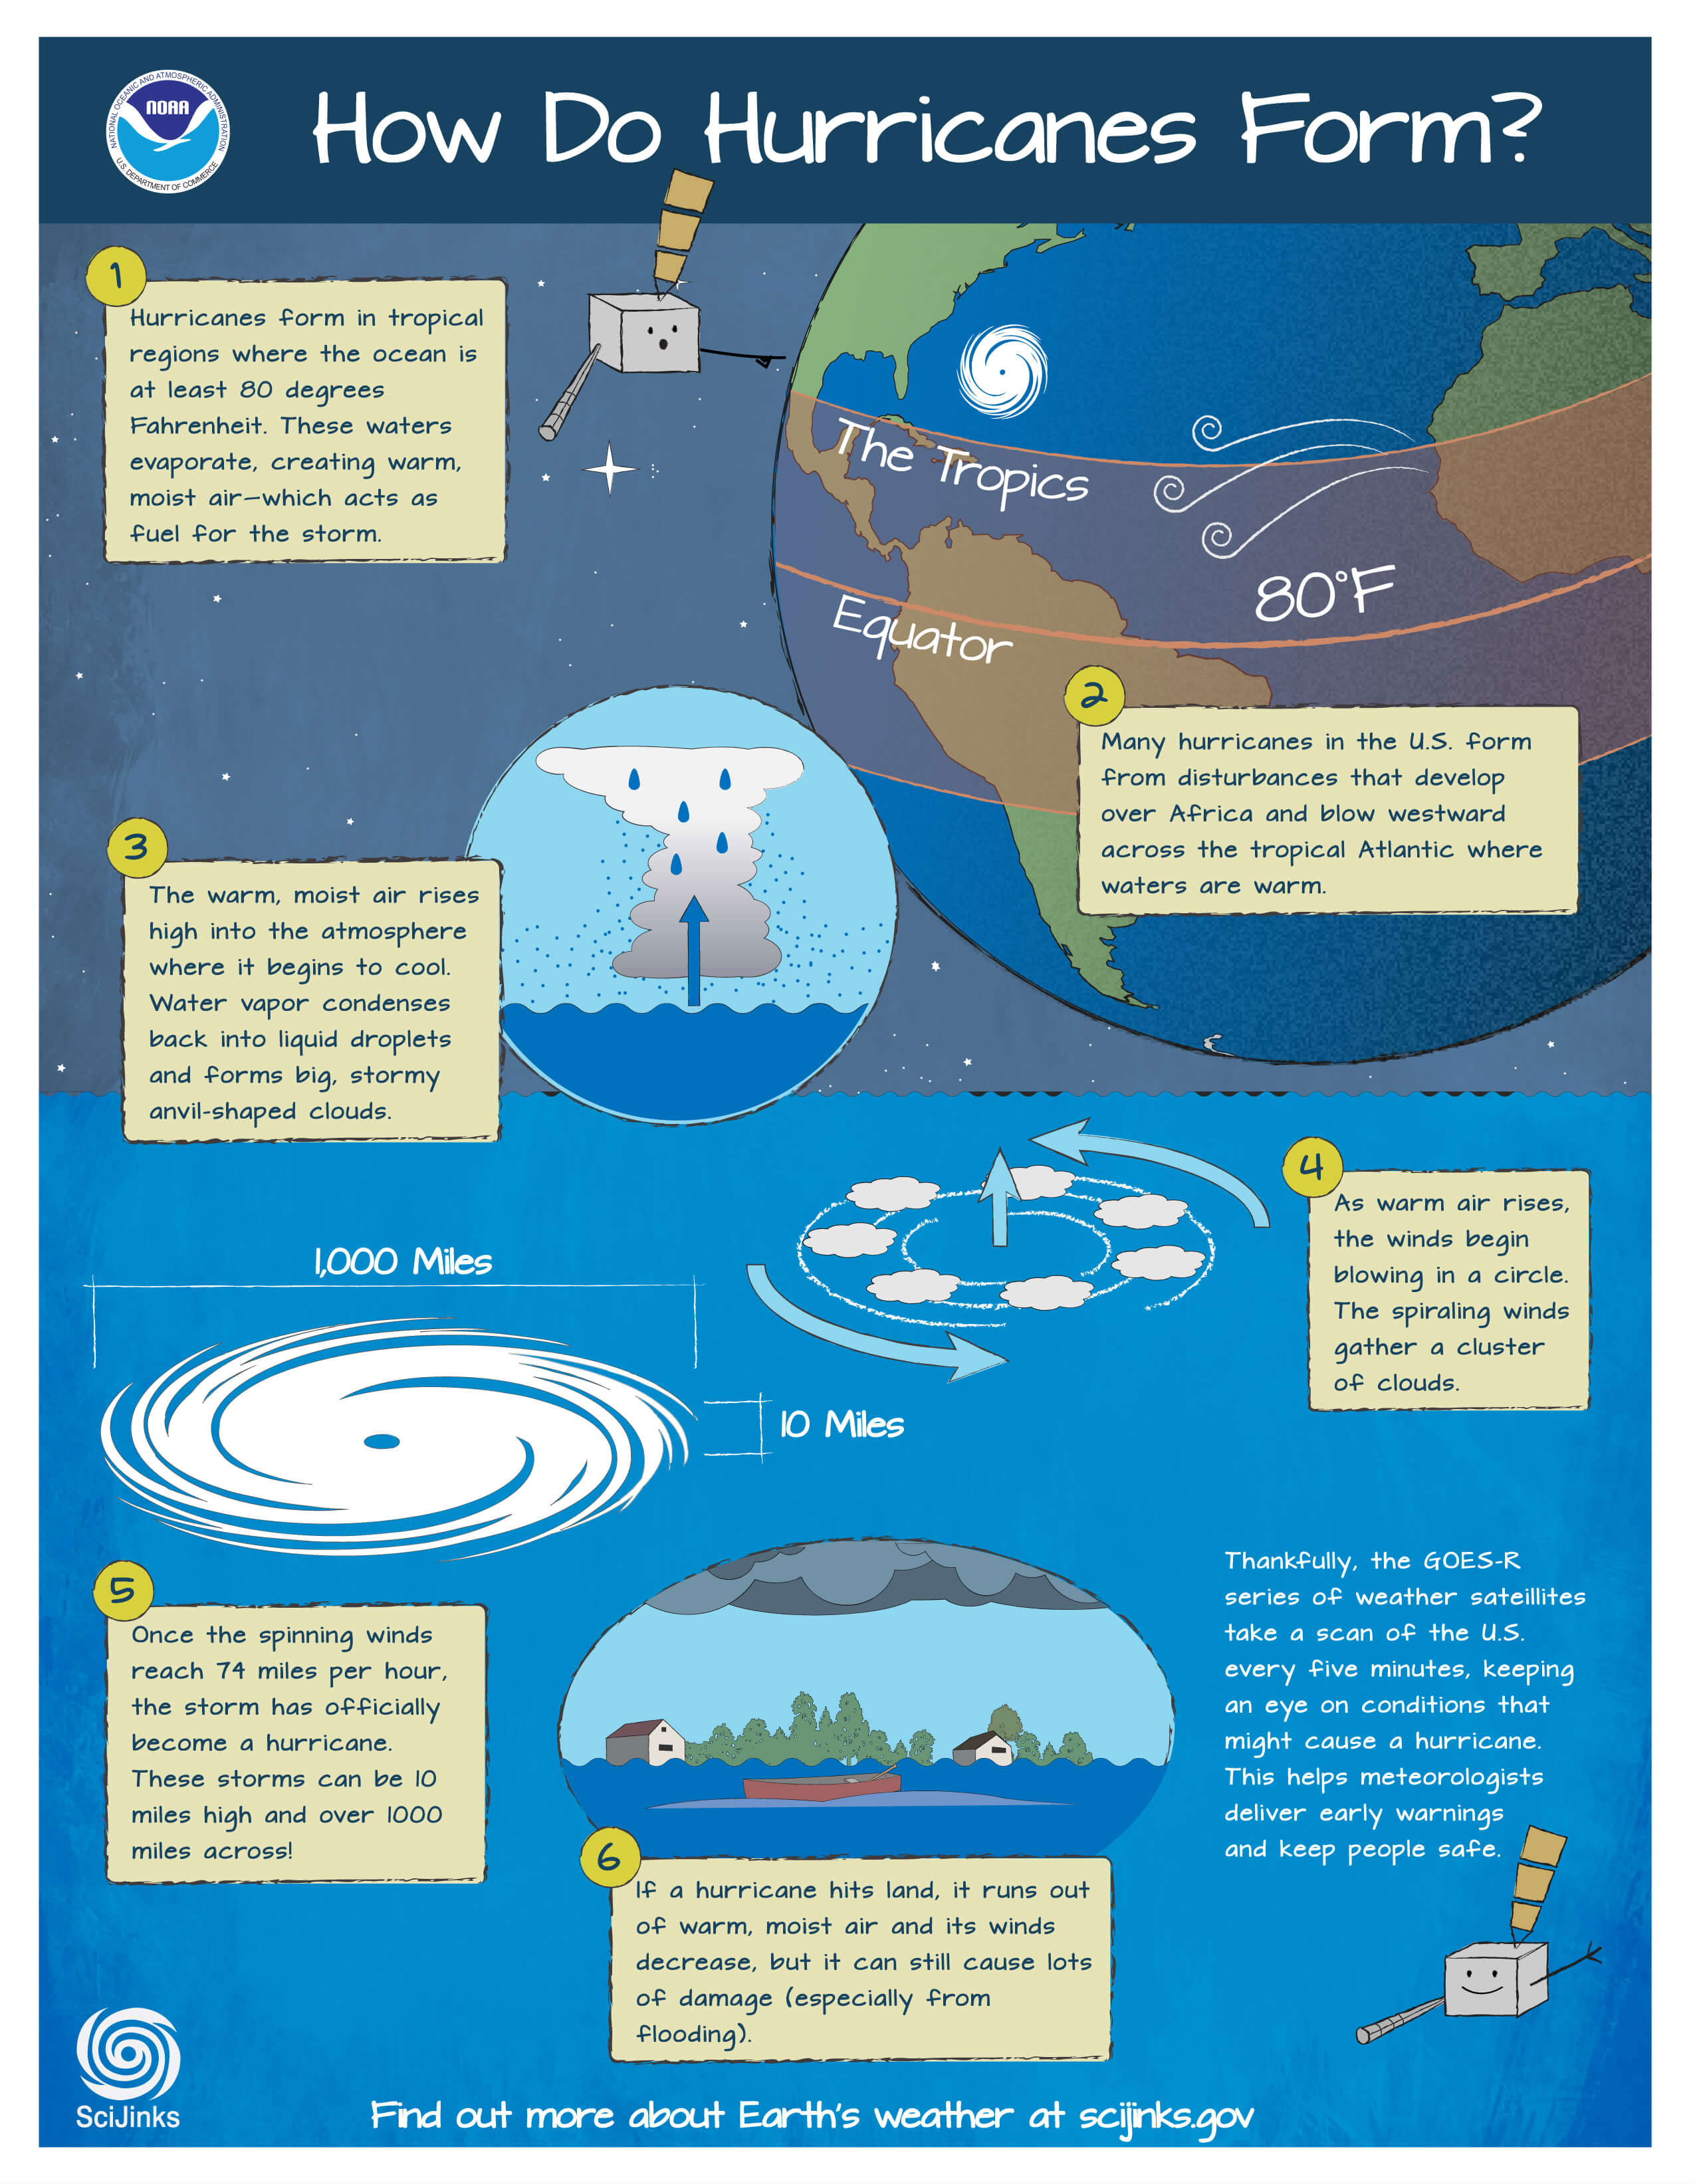 NATIONAL OCEANIC AND ATMOSPHERIC ADMINISTRATION
U.S. DEPARTMENT OF COMMERCE
NOAA
How Do Hurricanes Form?
1
Hurricanes form in tropical
regions where the ocean is
at least 80 degrees
Fahrenheit. These waters
evaporate, creating warm,
moist air—which acts as
fuel for the storm.
The Tropics
80°F
Equator
2
Many hurricanes in the U.S. form
from disturbances that develop
over Africa and blow westward
across the tropical Atlantic where
waters are warm.
3
The warm, moist air rises
high into the atmosphere
where it begins to cool.
Water vapor condenses
back into liquid droplets
and forms big, stormy
anvil-shaped clouds.
4
As warm air rises,
the winds begin
blowing in a circle.
The spiraling winds
gather a cluster
of clouds.
1,000 Miles
10 Miles
5
Once the spinning winds
reach 74 miles per hour,
the storm has officially
become a hurricane.
These storms can be 10
miles high and over 1000
miles across!
6
If a hurricane hits land, it runs out
of warm, moist air and its winds
decrease, but it can still cause lots
of damage (especially from
flooding).
Thankfully, the GOES-R
series of weather sateillites
take a scan of the U.S.
every five minutes, keeping
an eye on conditions that
might cause a hurricane.
This helps meteorologists
deliver early warnings
and keep people safe.
SciJinks
Find out more about Earth's weather at scijinks.gov